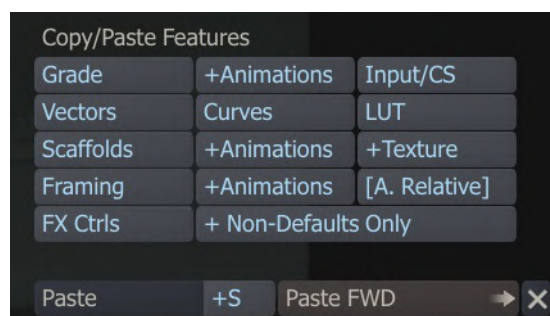 Copy/Paste Features
Grade +Animations Input/CS
Vectors Curves LUT
Scaffolds +Animations +Texture
Framing +Animations [A. Relative]
FX Ctrls + Non-Defaults Only
Paste +S Paste FWD